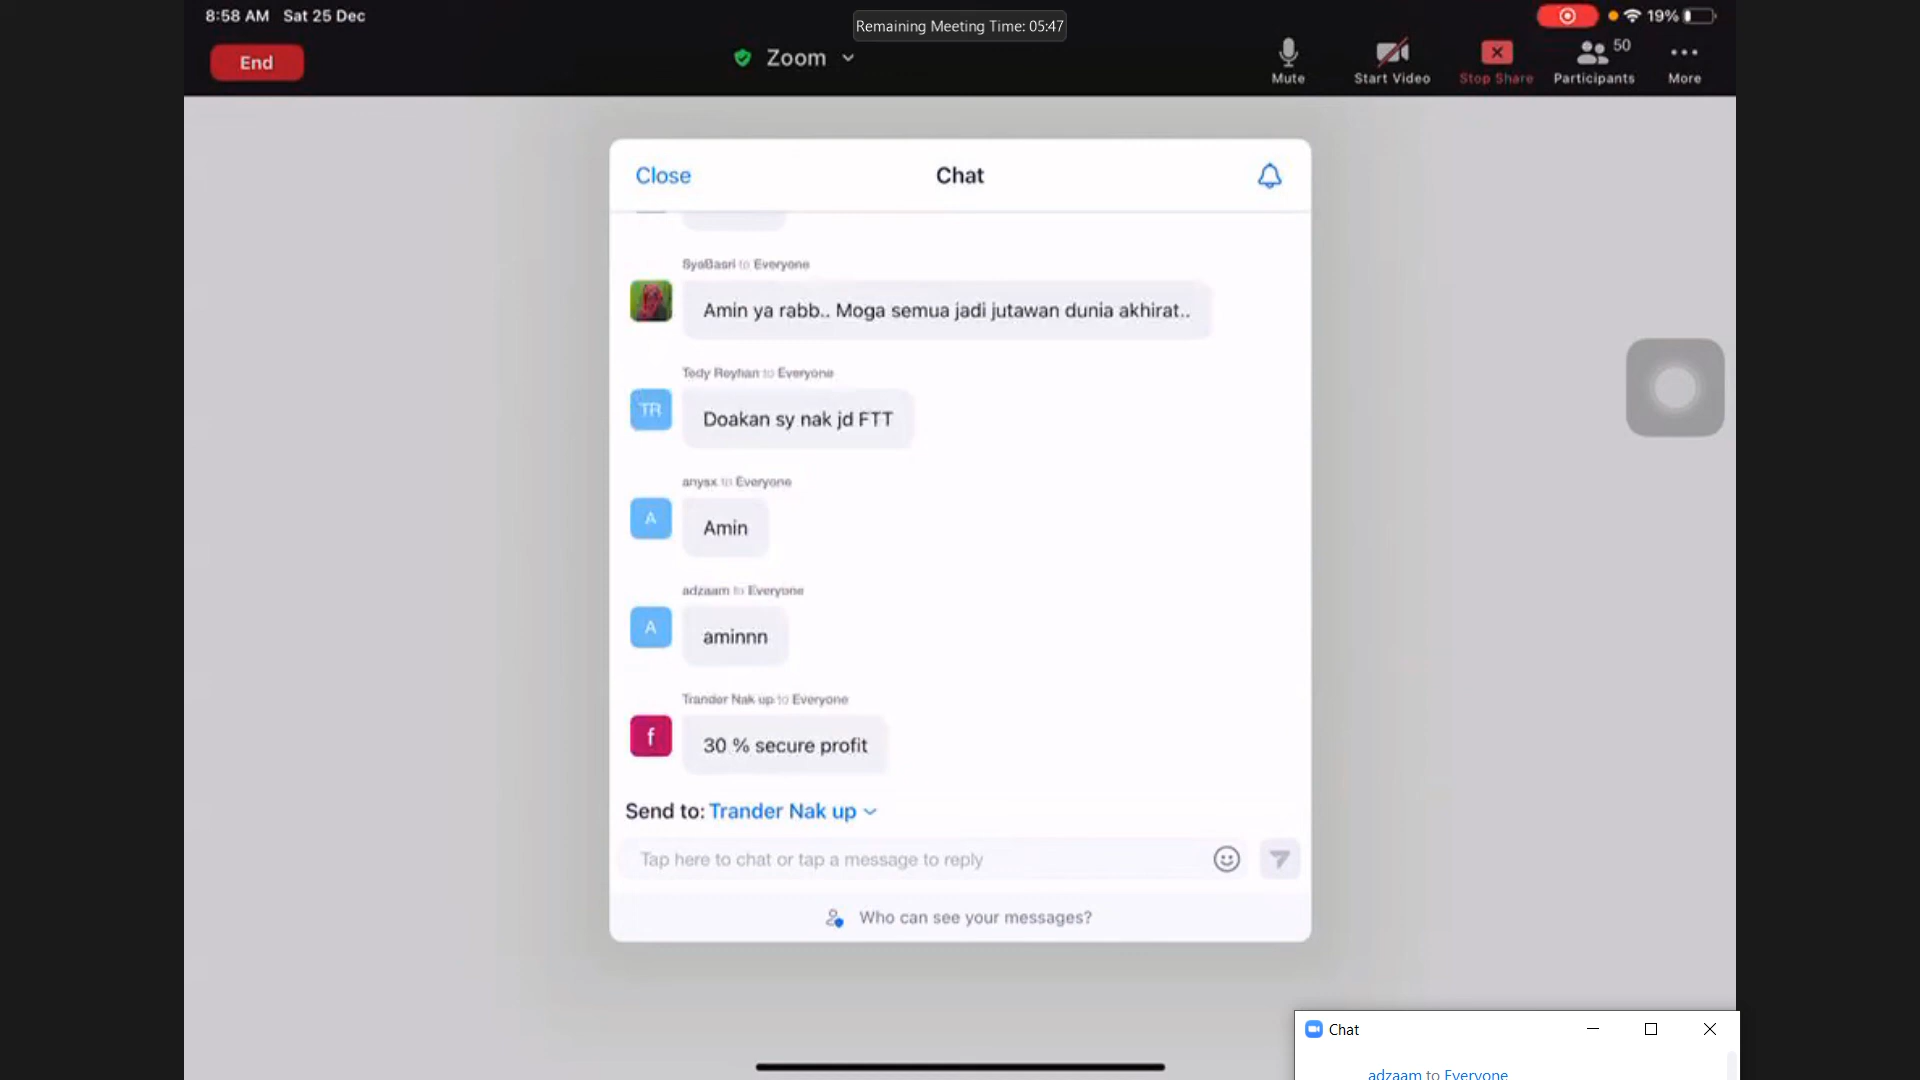 8:58 AM Sat 25 Dec
Remaining Meeting Time: 05:47
19%
End
Zoom
Mute
Start Video
Stop Share
50
Participants
More
Close
Chat
SyaBasri to Everyone
Amin ya rabb.. Moga semua jadi jutawan dunia akhirat..
Tedy Reyhan to Everyone
TR
Doakan sy nak jd FTT
anysx to Everyone
A
Amin
adzaam to Everyone
A
aminnn
Trander Nak up to Everyone
f
30 % secure profit
Send to: Trander Nak up
Tap here to chat or tap a message to reply
Who can see your messages?
Chat
adzaam to Everyone